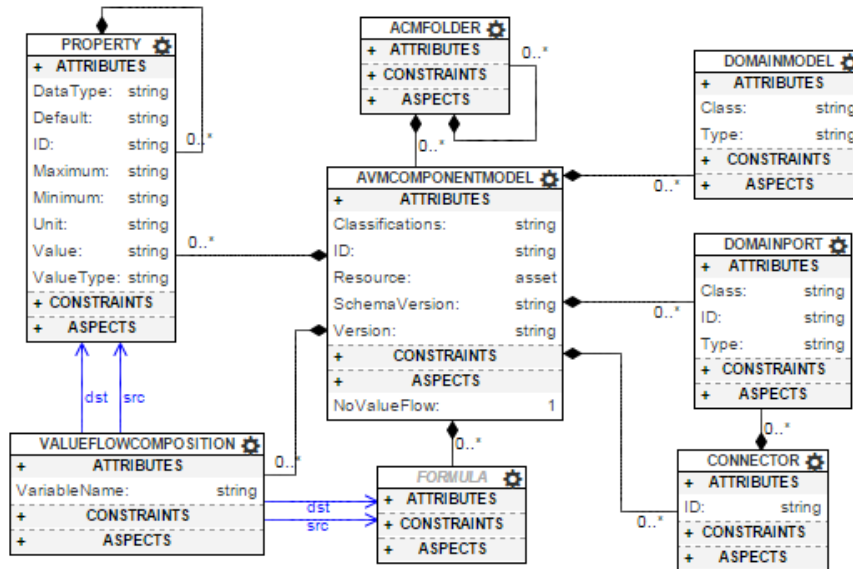 PROPERTY
+ ATTRIBUTES
DataType: string
Default: string
ID: string
Maximum: string
Minimum: string
Unit: string
Value: string
ValueType: string
+ CONSTRAINTS
+ ASPECTS
0..*
0..*
ACMFOLDER
+ ATTRIBUTES
+ CONSTRAINTS
+ ASPECTS
0..*
0..*
DOMAINMODEL
+ ATTRIBUTES
Class: string
Type: string
+ CONSTRAINTS
+ ASPECTS
0..*
AVMCOMPONENTMODEL
+ ATTRIBUTES
Classifications: string
ID: string
Resource: asset
SchemaVersion: string
Version: string
+ CONSTRAINTS
+ ASPECTS
NoValueFlow: 1
DOMAINPORT
+ ATTRIBUTES
Class: string
ID: string
Type: string
+ CONSTRAINTS
+ ASPECTS
0..*
dst
src
VALUEFLOWCOMPOSITION
+ ATTRIBUTES
VariableName: string
+ CONSTRAINTS
+ ASPECTS
0..*
dst
src
0..*
FORMULA
+ ATTRIBUTES
+ CONSTRAINTS
+ ASPECTS
0..*
CONNECTOR
+ ATTRIBUTES
ID: string
+ CONSTRAINTS
+ ASPECTS